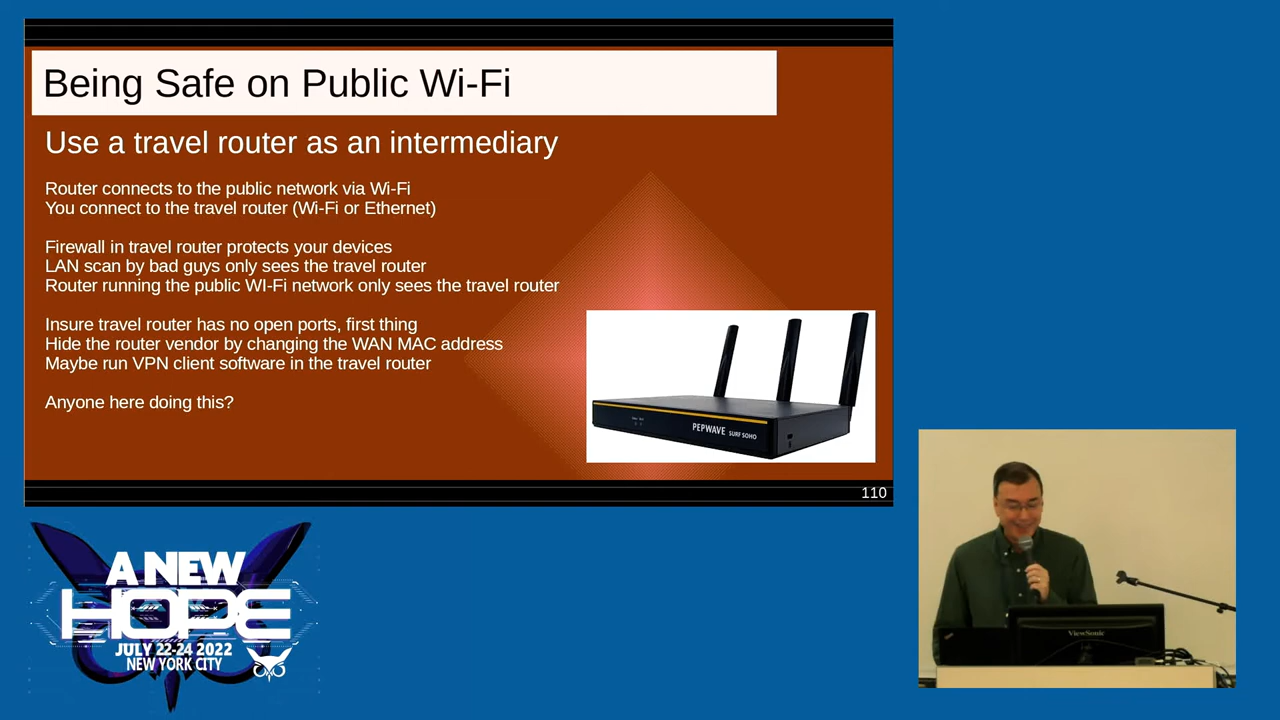 Being Safe on Public Wi-Fi
Use a travel router as an intermediary
Router connects to the public network via Wi-Fi
You connect to the travel router (Wi-Fi or Ethernet)
Firewall in travel router protects your devices
LAN scan by bad guys only sees the travel router
Router running the public WI-Fi network only sees the travel router
Insure travel router has no open ports, first thing
Hide the router vendor by changing the WAN MAC address
Maybe run VPN client software in the travel router
Anyone here doing this?
PEPWAVE SURF SOHO
110
A NEW
HOPE
JULY 22-24 2022
NEW YORK CITY
ViewSonic